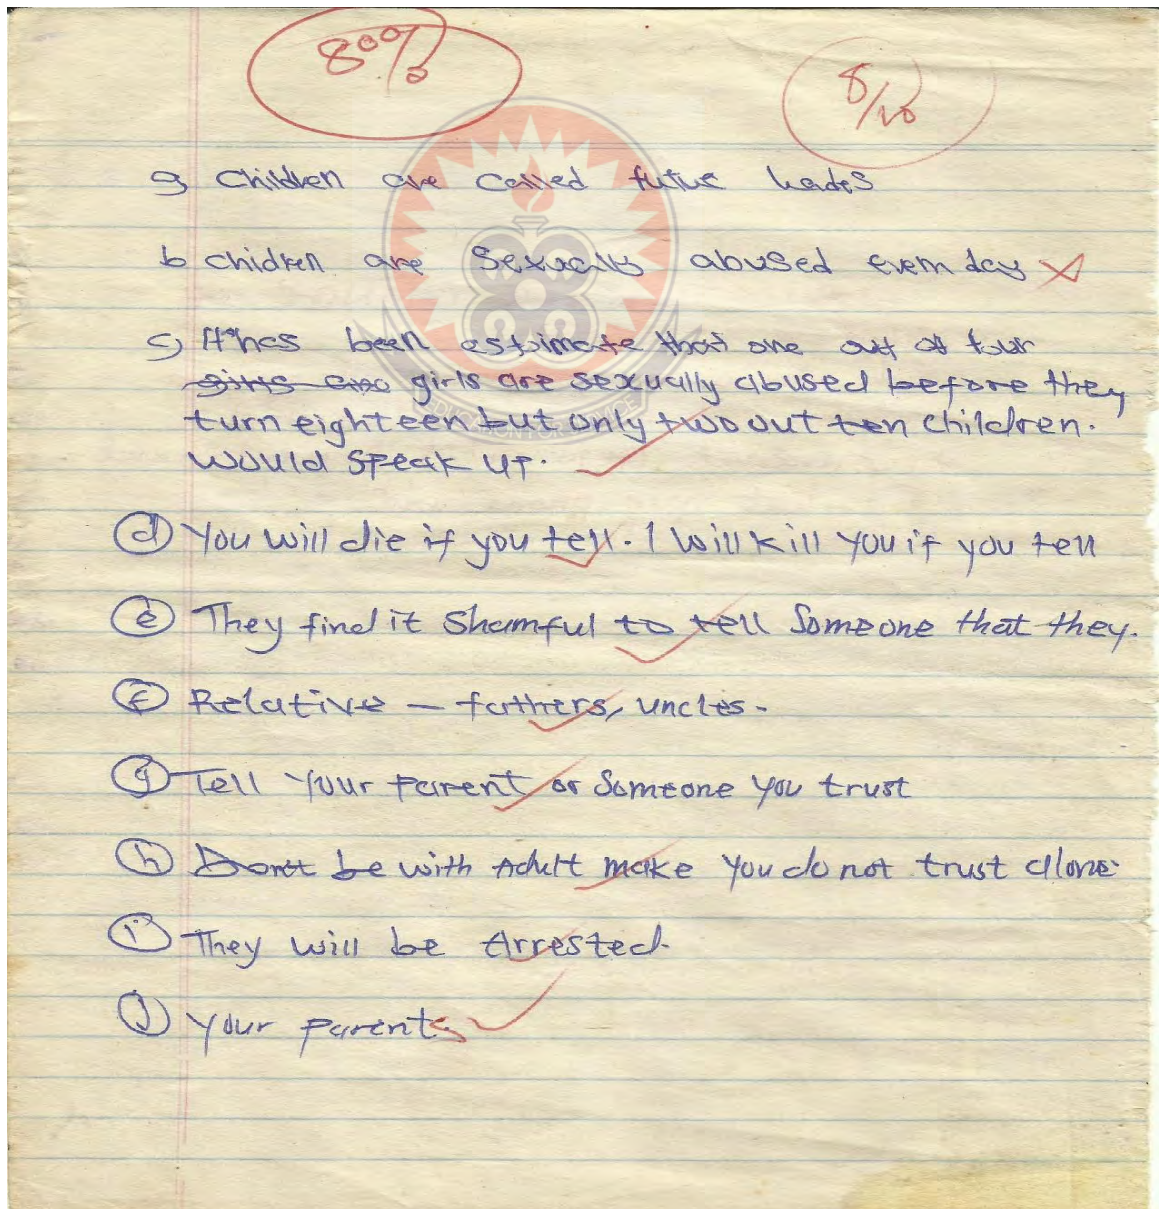 80%
8/10
a Children are called future leaders
b chidren are Sexually abused every day
c) It has been estimate that one out of four
girls are girls are sexually abused before they
turn eighteen but only two out ten children.
would speak up.
(d) You will die if you tell. I will kill you if you tell
(e) They find it Shamful to tell Someone that they.
(f) Relative - fathers, uncles.
(g) Tell Your Parent or Someone you trust
(h) Don't be with Adult make you do not trust alone.
(i) They will be Arrested.
(j) Your Parents